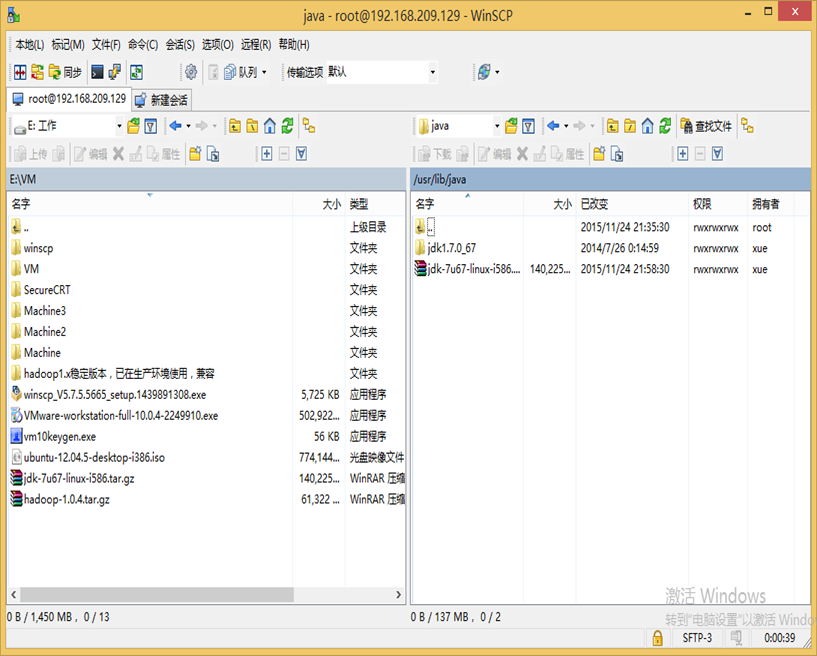 java - root@192.168.209.129 - WinSCP
本地(L) 标记(M) 文件(F) 命令(C) 会话(S) 选项(O) 远程(R) 帮助(H)
同步 队列 传输选项 默认
root@192.168.209.129 新建会话
E: 工作 java 查找文件
上传 编辑 属性 下载 编辑 属性
E:\VM /usr/lib/java
名字 大小 类型 名字 大小 已改变 权限 拥有者
.. 上级目录 .. 2015/11/24 21:35:30 rwxrwxrwx root
winscp 文件夹 jdk1.7.0_67 2014/7/26 0:14:59 rwxrwxrwx xue
VM 文件夹 jdk-7u67-linux-i586.... 140,225... 2015/11/24 21:58:30 rwxrwxrwx xue
SecureCRT 文件夹
Machine3 文件夹
Machine2 文件夹
Machine 文件夹
hadoop1.x稳定版本，已在生产环境使用，兼容 文件夹
winscp_V5.7.5.5665_setup.1439891308.exe 5,725 KB 应用程序
VMware-workstation-full-10.0.4-2249910.exe 502,922... 应用程序
vm10keygen.exe 56 KB 应用程序
ubuntu-12.04.5-desktop-i386.iso 774,144... 光盘映像文件
jdk-7u67-linux-i586.tar.gz 140,225... WinRAR 压缩
hadoop-1.0.4.tar.gz 61,322 ... WinRAR 压缩
激活 Windows
0 B / 1,450 MB， 0 / 13 0 B / 137 MB， 0 / 2 转到"电脑设置"以激活 Windo
SFTP-3 0:00:39